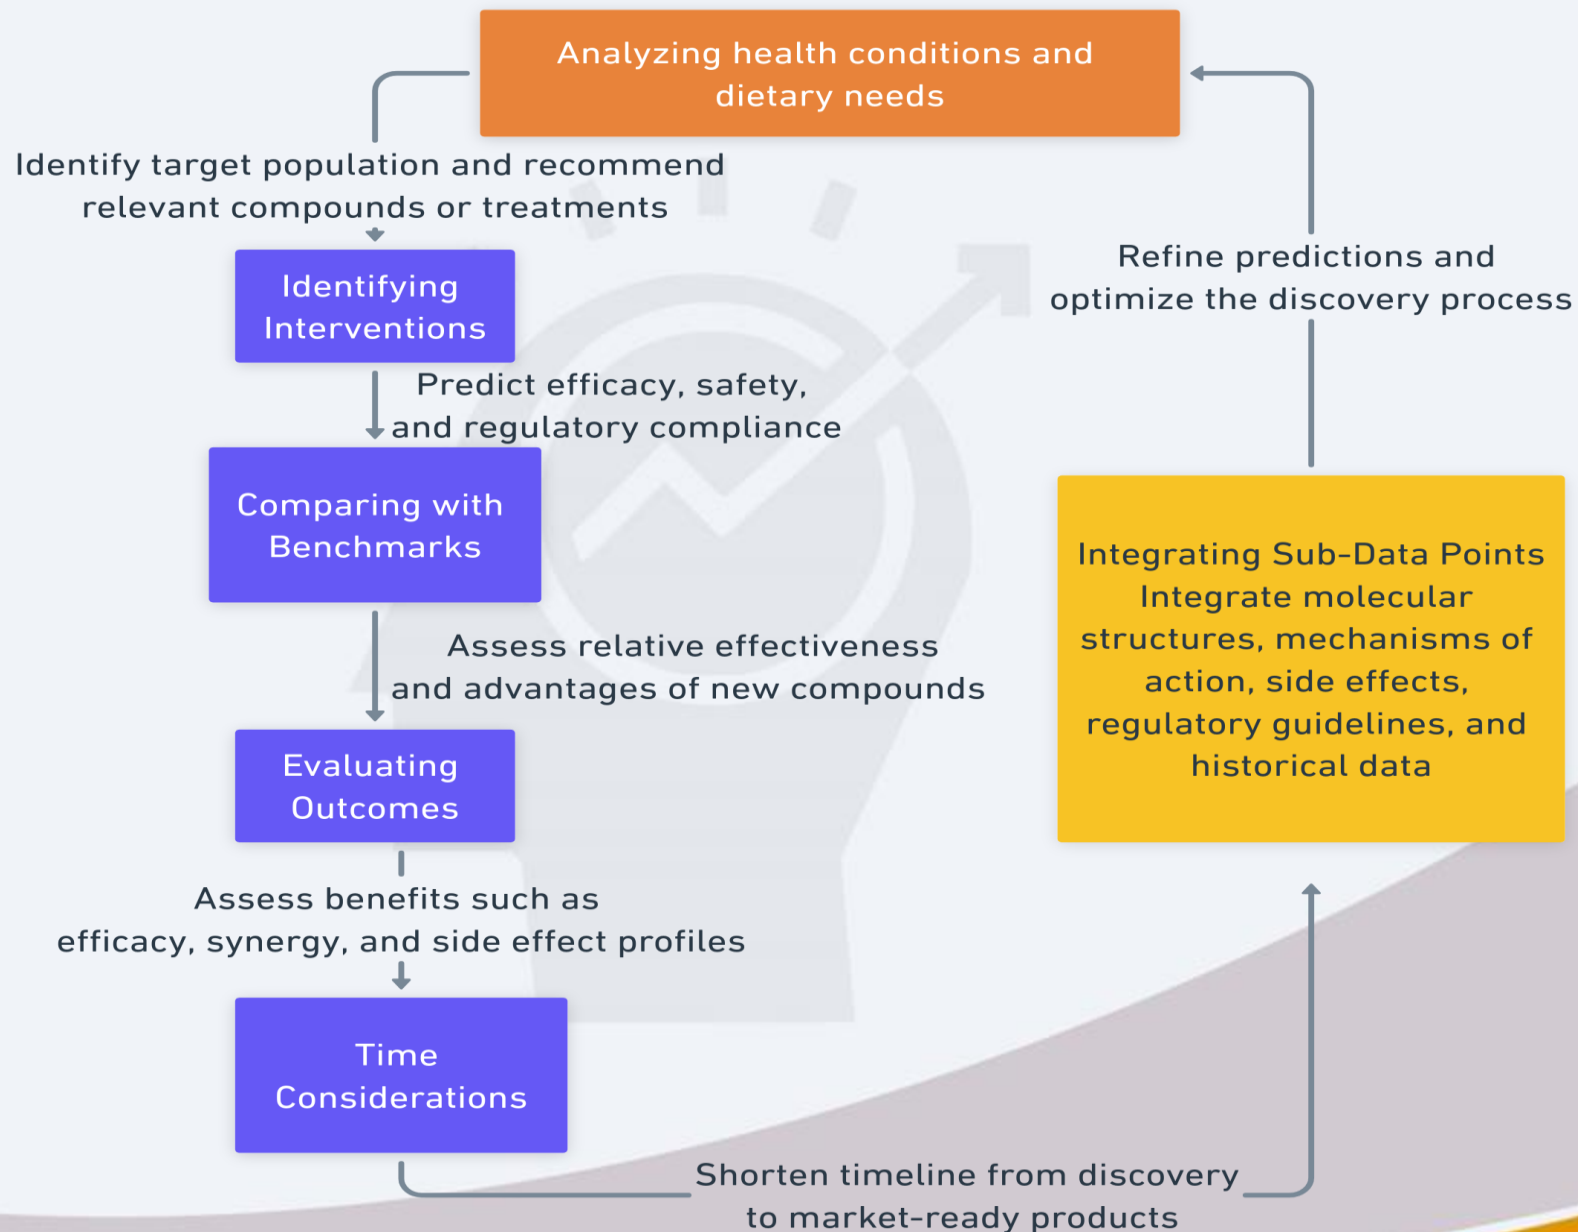 Analyzing health conditions and
dietary needs
Identify target population and recommend
relevant compounds or treatments
Identifying
Interventions
Predict efficacy, safety,
and regulatory compliance
Comparing with
Benchmarks
Assess relative effectiveness
and advantages of new compounds
Evaluating
Outcomes
Assess benefits such as
efficacy, synergy, and side effect profiles
Time
Considerations
Shorten timeline from discovery
to market-ready products
Integrating Sub-Data Points
Integrate molecular
structures, mechanisms of
action, side effects,
regulatory guidelines, and
historical data
Refine predictions and
optimize the discovery process